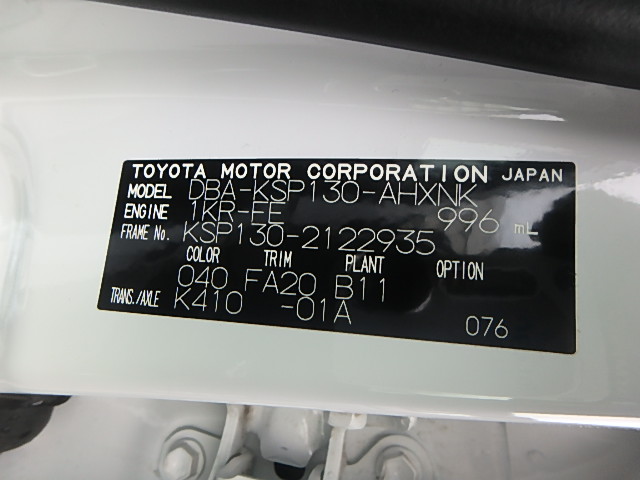 TOYOTA MOTOR CORPORATION JAPAN
MODEL DBA-KSP130-AHXNK
ENGINE 1KR-FE 996 mL
FRAME No. KSP130-2122935
COLOR TRIM PLANT OPTION
040 FA20 B11
TRANS./AXLE K410 -01A
076